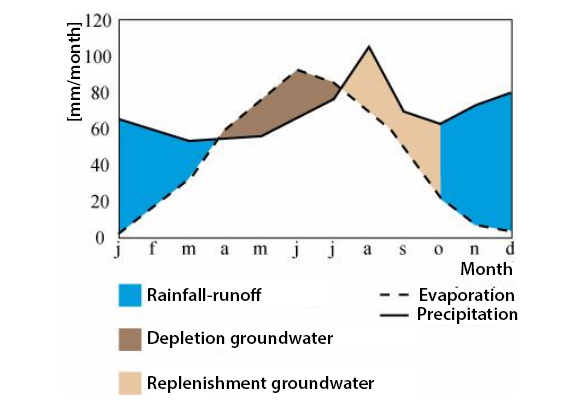 [mm/month]
120
100
80
60
40
20
0
j f m a m j j a s o n d
Month
Rainfall-runoff
Evaporation
Precipitation
Depletion groundwater
Replenishment groundwater